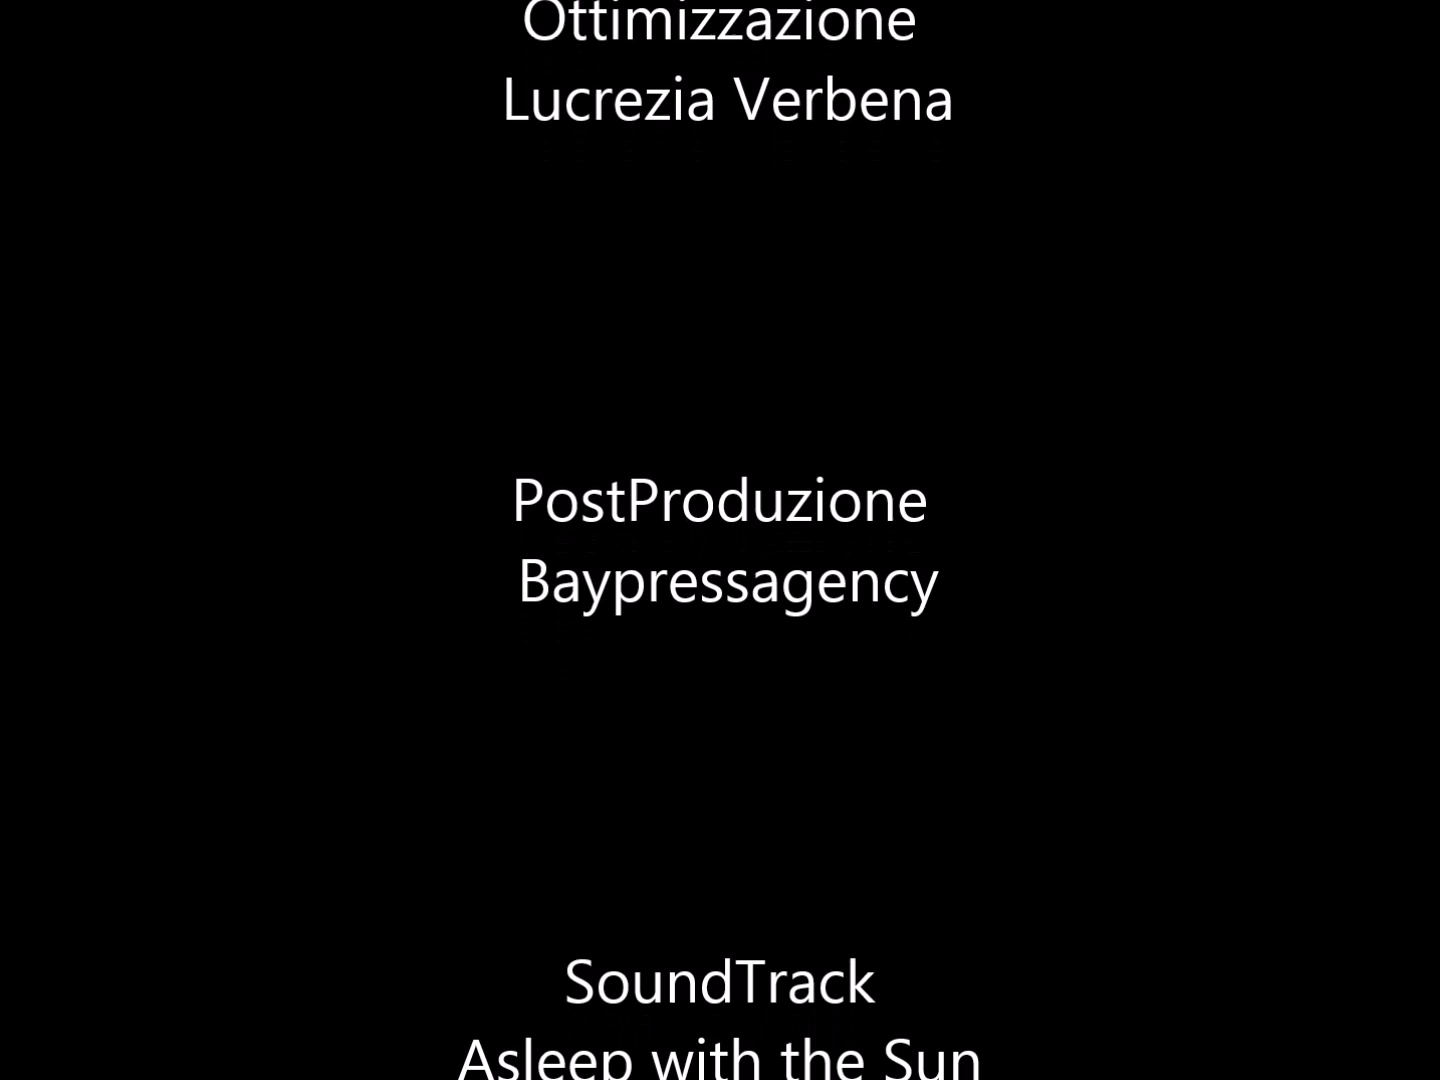 Ottimizzazione
Lucrezia Verbena
PostProduzione
Baypressagency
SoundTrack
Asleep with the Sun